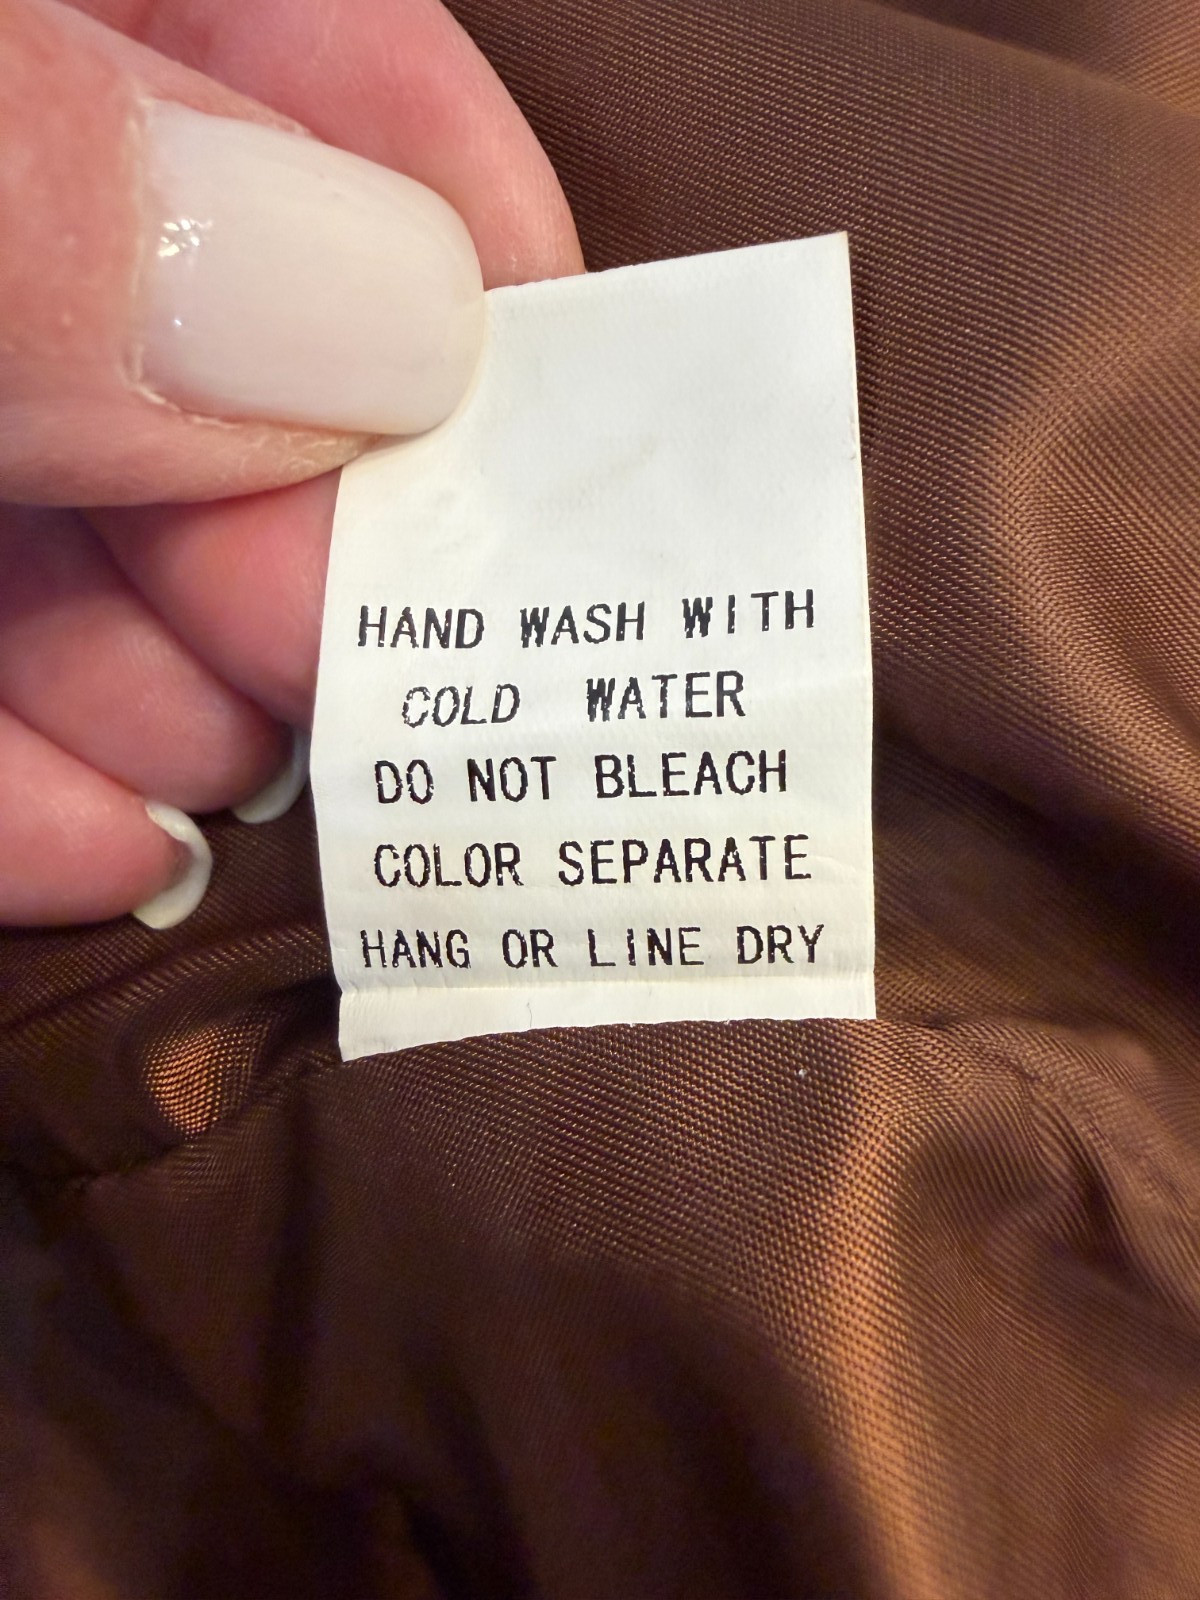 HAND WASH WITH
COLD WATER
DO NOT BLEACH
COLOR SEPARATE
HANG OR LINE DRY